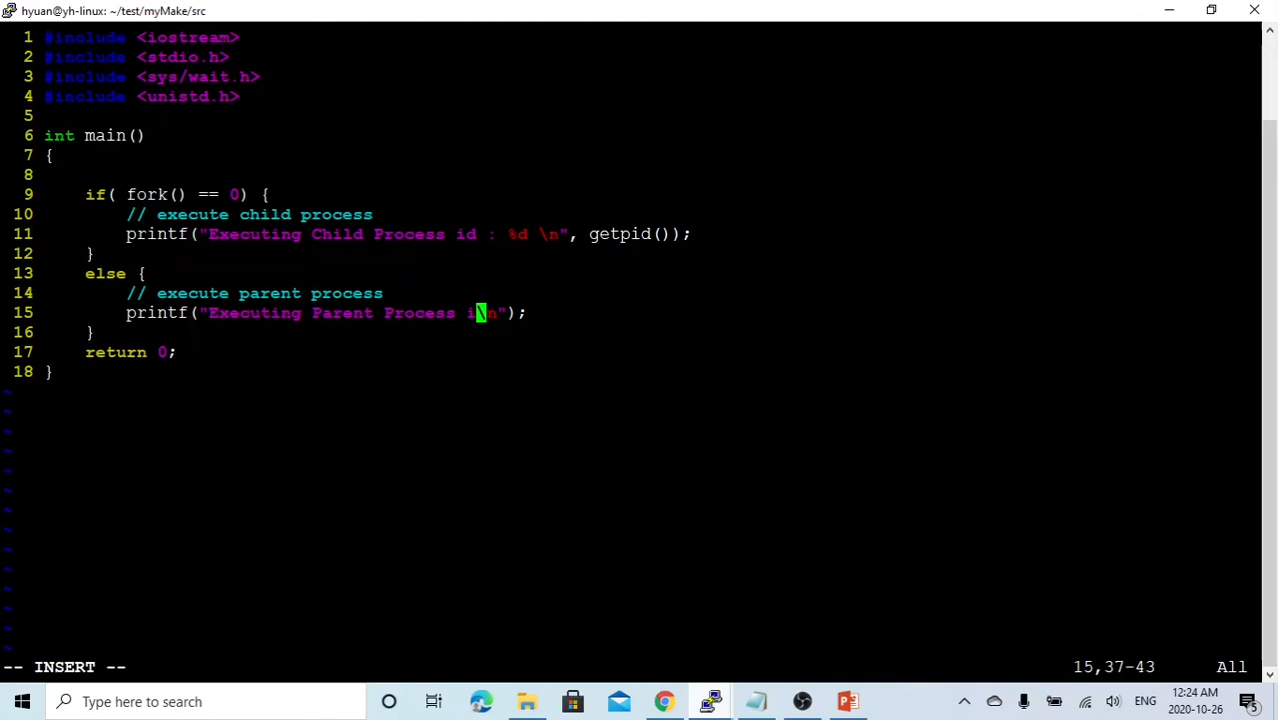 hyuan@yh-linux: ~/test/myMake/src
1 #include <iostream>
2 #include <stdio.h>
3 #include <sys/wait.h>
4 #include <unistd.h>
5
6 int main()
7 {
8
9     if( fork() == 0) {
10         // execute child process
11         printf("Executing Child Process id : %d \n", getpid());
12     }
13     else {
14         // execute parent process
15         printf("Executing Parent Process i\n");
16     }
17     return 0;
18 }
~
~
~
~
~
~
~
~
~
~
~
~
~
~
-- INSERT -- 15,37-43 All
Type here to search ENG 12:24 AM
2020-10-26 5